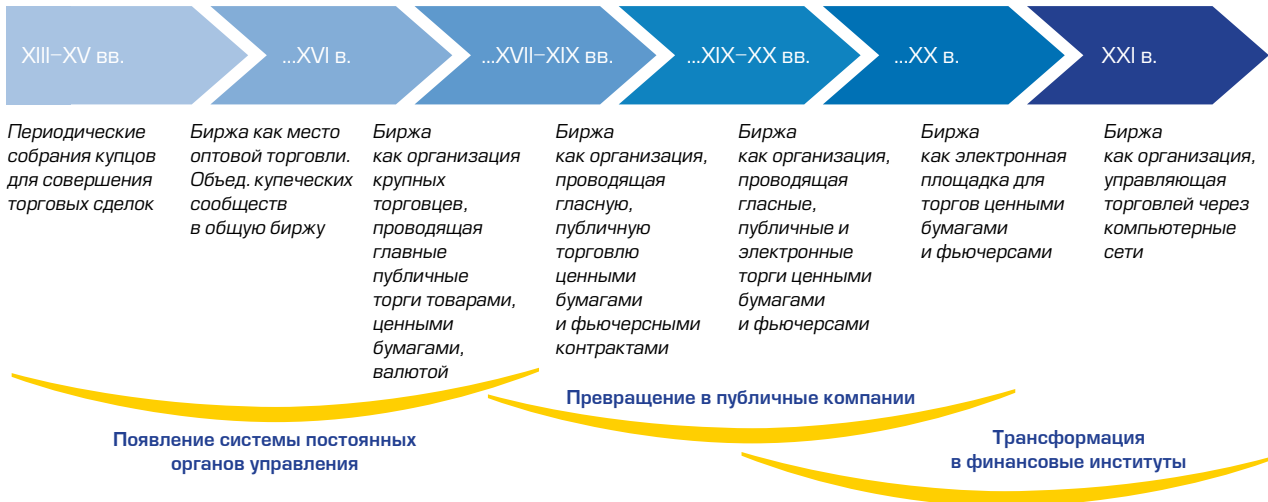 XIII–XV вв.
...XVI в.
...XVII–XIX вв.
...XIX–XX вв.
...XX в.
XXI в.
Периодические
собрания купцов
для совершения
торговых сделок
Биржа как место
оптовой торговли.
Объед. купеческих
сообществ
в общую биржу
Биржа
как организация
крупных
торговцев,
проводящая
главные
публичные
торги товарами,
ценными
бумагами,
валютой
Биржа
как организация,
проводящая
гласную,
публичную
торговлю
ценными
бумагами
и фьючерсными
контрактами
Биржа
как организация,
проводящая
гласные,
публичные и
электронные
торги ценными
бумагами
и фьючерсами
Биржа
как электронная
площадка для
торгов ценными
бумагами
и фьючерсами
Биржа
как организация,
управляющая
торговлей через
компьютерные
сети
Появление системы постоянных
органов управления
Превращение в публичные компании
Трансформация
в финансовые институты